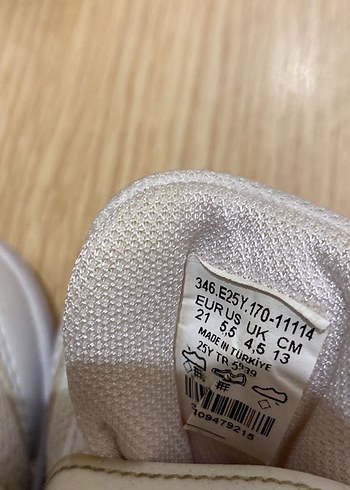 346.E25Y.170-11114
EUR US UK CM
21 5,5 4,5 13
MADE IN TÜRKİYE
25Y TR 5939